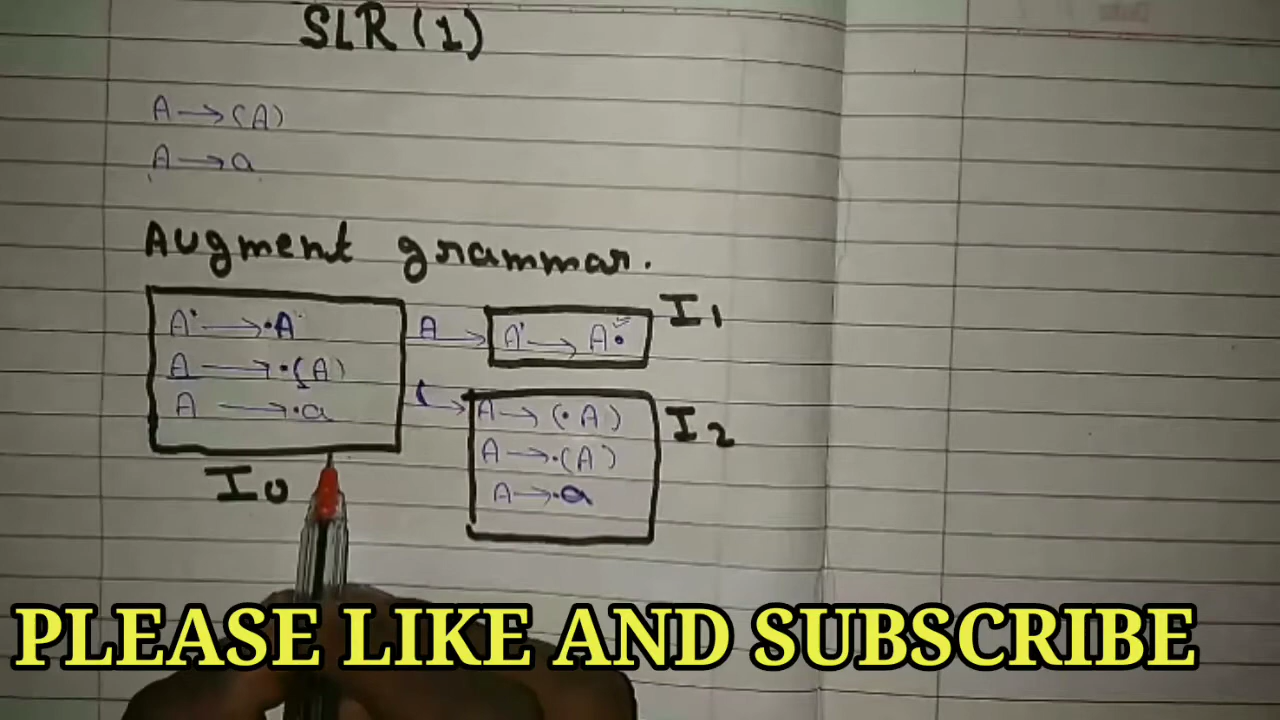 SLR (1)
A → (A)
A → a
Augment grammar.
A' → •A
A → •(A)
A → •a
I0
A
A' → A•
I1
(
A → (•A)
A → •(A)
A → •a
I2
PLEASE LIKE AND SUBSCRIBE